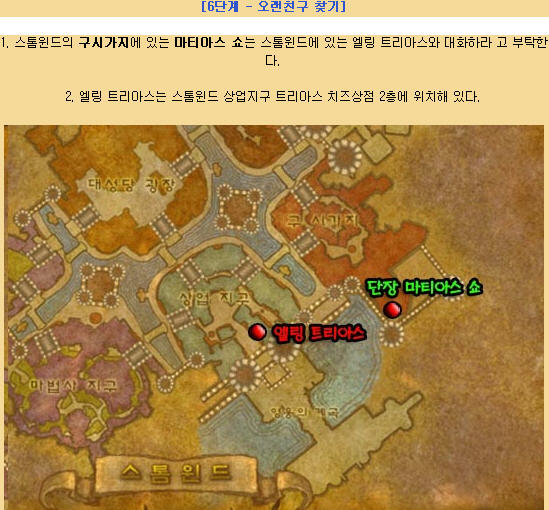 [6단계 - 오랜친구 찾기]
1. 스톰윈드의 구시가지에 있는 마티아스 쇼는 스톰윈드에 있는 엘링 트리아스와 대화하라 고 부탁한
다.
2. 엘링 트리아스는 스톰윈드 상업지구 트리아스 치즈상점 2층에 위치해 있다.
대성당 광장
구 시가지
단장 마티아스 쇼
상업 지구
엘링 트리아스
마법사 지구
영웅의 계곡
스톰윈드